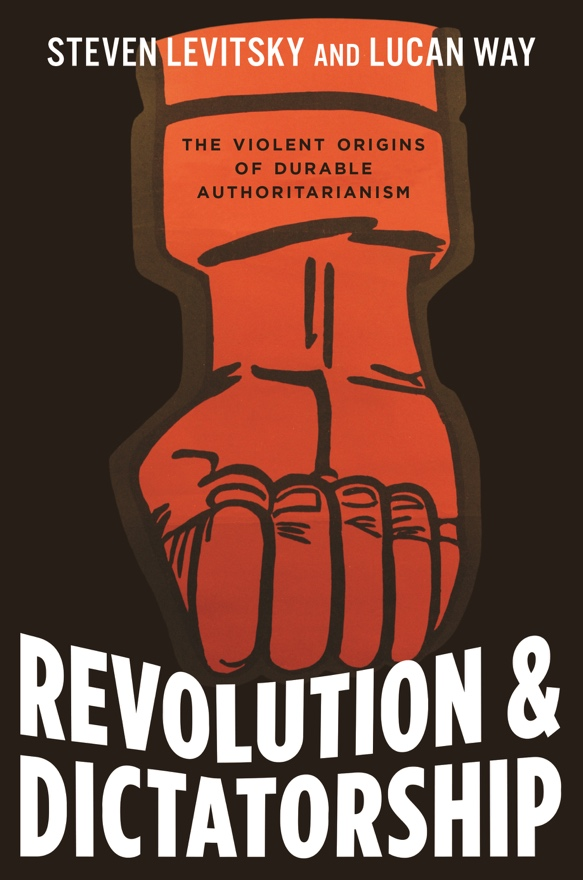 STEVEN LEVITSKY AND LUCAN WAY
THE VIOLENT ORIGINS
OF DURABLE
AUTHORITARIANISM
REVOLUTION &
DICTATORSHIP